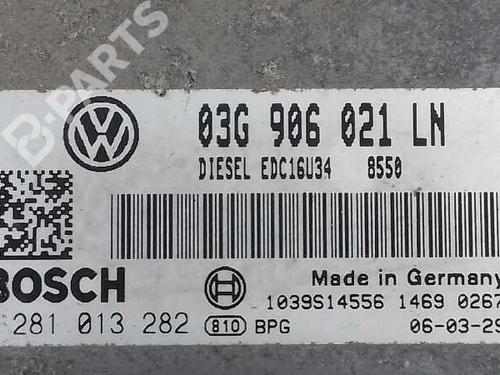 B-PARTS
03G 906 021 LN
DIESEL EDC16U34 8550
BOSCH
Made in Germany
281 013 282
1039S14556 1469 0267
810 BPG
06-03-29